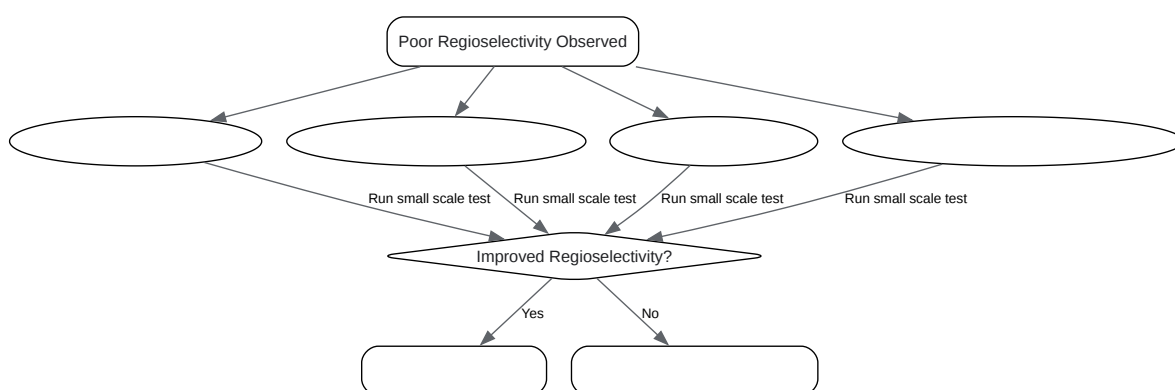 Poor Regioselectivity Observed
Run small scale test
Run small scale test
Run small scale test
Run small scale test
Improved Regioselectivity?
Yes
No